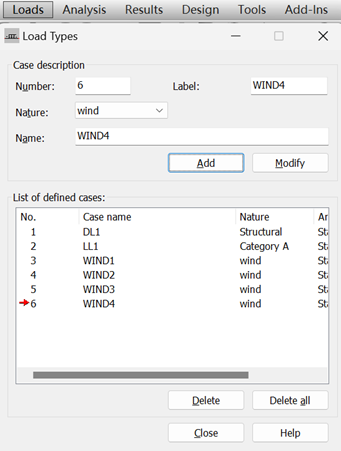 Loads Analysis Results Design Tools Add-Ins
Load Types
Case description
Number: 6 Label: WIND4
Nature: wind
Name: WIND4
Add Modify
List of defined cases:
No. Case name Nature An
1 DL1 Structural Sta
2 LL1 Category A Sta
3 WIND1 wind Sta
4 WIND2 wind Sta
5 WIND3 wind Sta
6 WIND4 wind Sta
Delete Delete all
Close Help